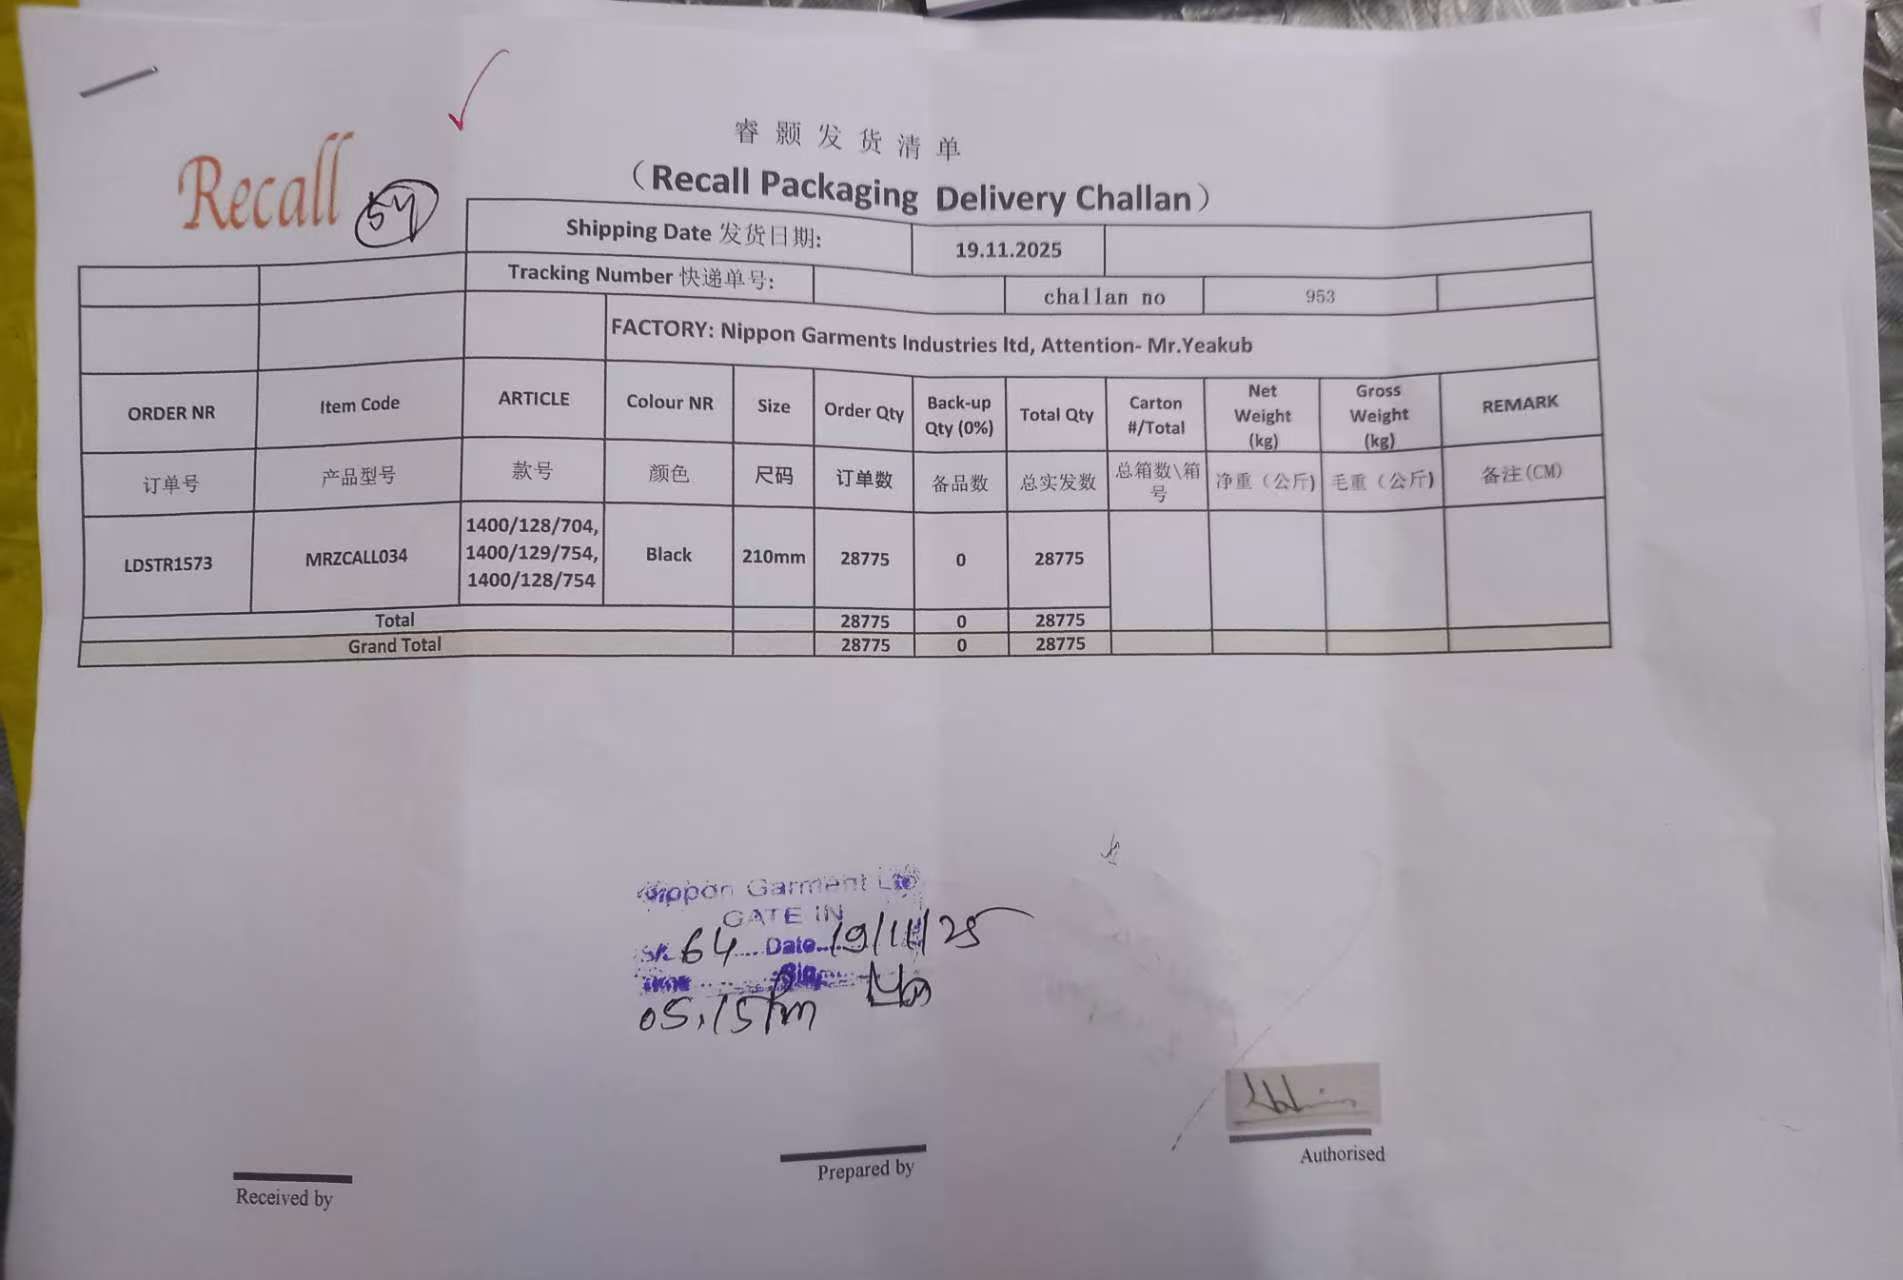 Recall
睿颢发货清单
（Recall Packaging Delivery Challan）
Shipping Date 发货日期: 19.11.2025
Tracking Number 快递单号: challan no 953
FACTORY: Nippon Garments Industries ltd, Attention- Mr.Yeakub
ORDER NR Item Code ARTICLE Colour NR Size Order Qty Back-up Qty (0%) Total Qty Carton #/Total Net Weight (kg) Gross Weight (kg) REMARK
订单号 产品型号 款号 颜色 尺码 订单数 备品数 总实发数 总箱数\箱号 净重（公斤) 毛重（公斤) 备注(CM)
LDSTR1573 MRZCALL034 1400/128/704, 1400/129/754, 1400/128/754 Black 210mm 28775 0 28775
Total 28775 0 28775
Grand Total 28775 0 28775
Nippon Garment Ltd
GATE IN
64 Date 19/11/25
05.15Pm
Received by
Prepared by
Authorised